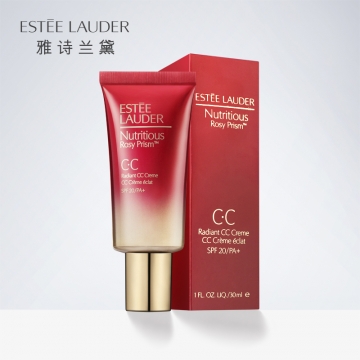 ESTĒE LAUDER
雅诗兰黛
ESTĒE
LAUDER
Nutritious
Rosy Prism™
C·C
Radiant CC Creme
CC Crème éclat
SPF 20/PA+
ESTĒE LAUDER
Nutritious
Rosy Prism™
C·C
Radiant CC Creme
CC Crème éclat
SPF 20/PA+
1 FL. OZ. LIQ./30ml e